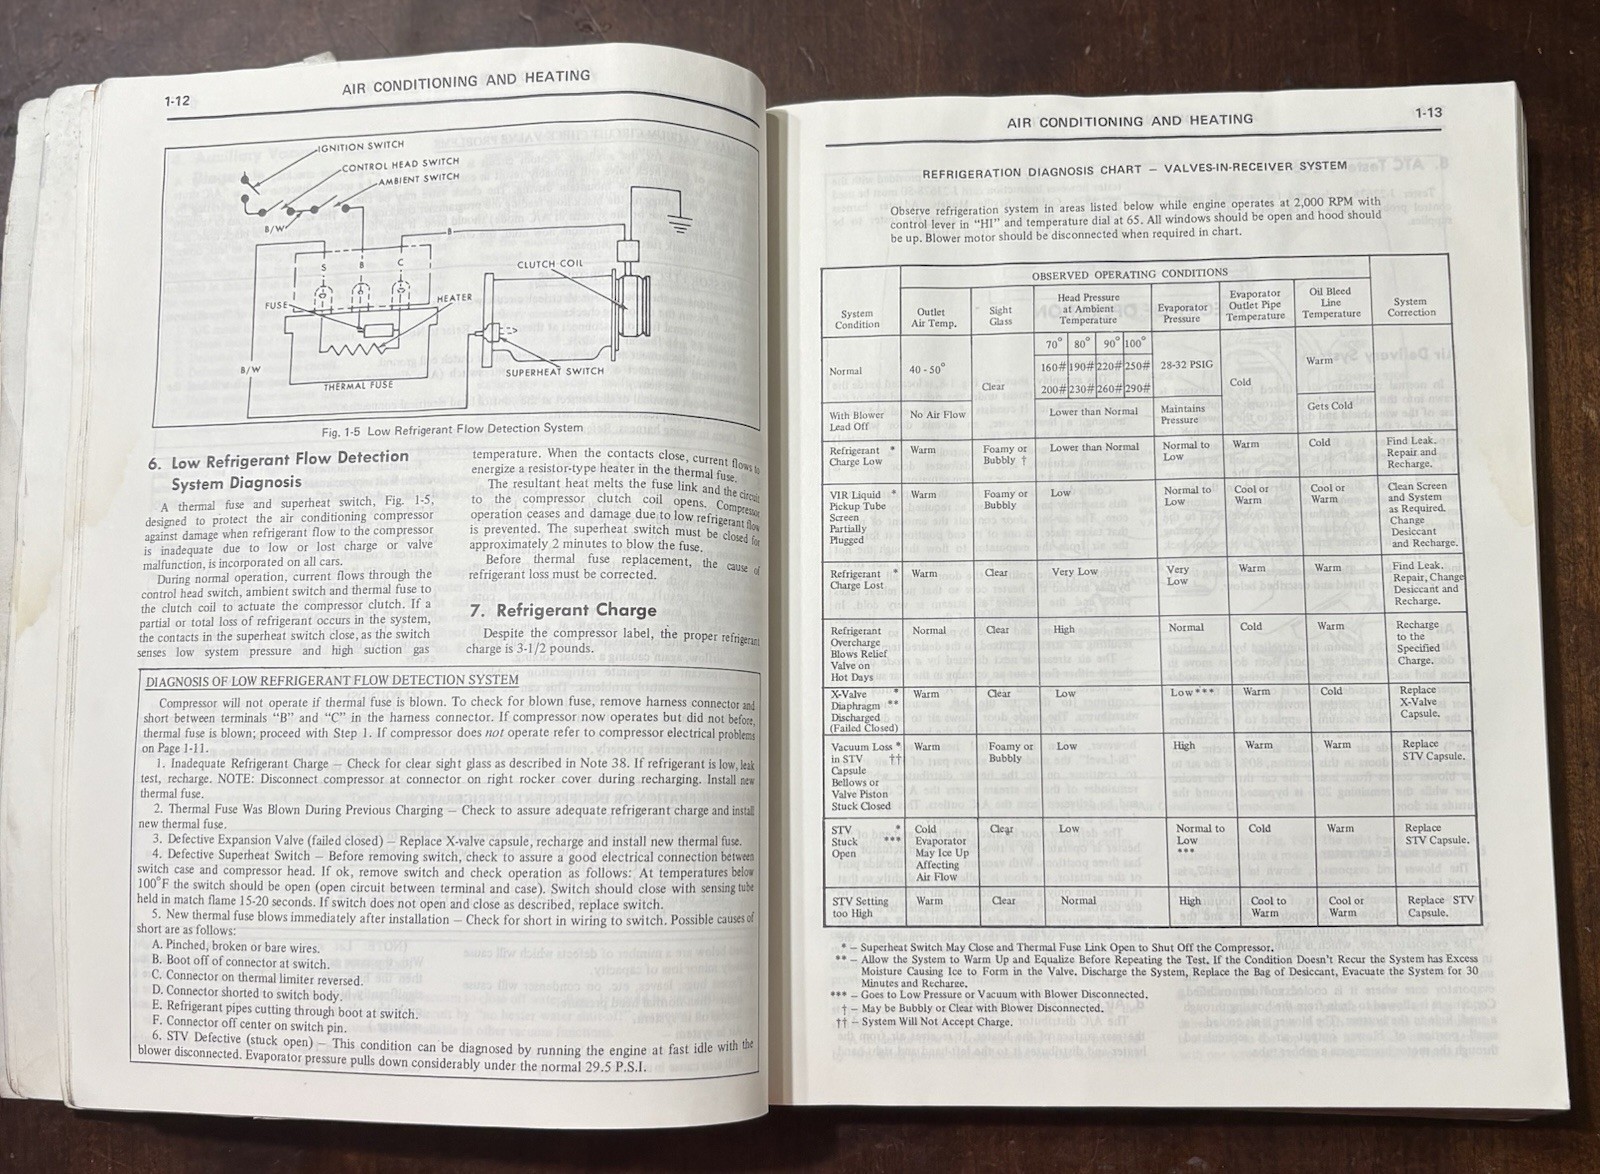 1-12
AIR CONDITIONING AND HEATING
IGNITION SWITCH
CONTROL HEAD SWITCH
AMBIENT SWITCH
B/W
B
S
B
C
CLUTCH COIL
FUSE
HEATER
B/W
THERMAL FUSE
SUPERHEAT SWITCH
Fig. 1-5 Low Refrigerant Flow Detection System
6. Low Refrigerant Flow Detection
System Diagnosis
A thermal fuse and superheat switch, Fig. 1-5,
designed to protect the air conditioning compressor
against damage when refrigerant flow to the compressor
is inadequate due to low or lost charge or valve
malfunction, is incorporated on all cars.
During normal operation, current flows through the
control head switch, ambient switch and thermal fuse to
the clutch coil to actuate the compressor clutch. If a
partial or total loss of refrigerant occurs in the system,
the contacts in the superheat switch close, as the switch
senses low system pressure and high suction gas
temperature. When the contacts close, current flows to
energize a resistor-type heater in the thermal fuse.
The resultant heat melts the fuse link and the circuit
to the compressor clutch coil opens. Compressor
operation ceases and damage due to low refrigerant flow
is prevented. The superheat switch must be closed for
approximately 2 minutes to blow the fuse.
Before thermal fuse replacement, the cause of
refrigerant loss must be corrected.
7. Refrigerant Charge
Despite the compressor label, the proper refrigerant
charge is 3-1/2 pounds.
DIAGNOSIS OF LOW REFRIGERANT FLOW DETECTION SYSTEM
Compressor will not operate if thermal fuse is blown. To check for blown fuse, remove harness connector and
short between terminals "B" and "C" in the harness connector. If compressor now operates but did not before,
thermal fuse is blown; proceed with Step 1. If compressor does not operate refer to compressor electrical problems
on Page 1-11.
1. Inadequate Refrigerant Charge — Check for clear sight glass as described in Note 38. If refrigerant is low, leak
test, recharge. NOTE: Disconnect compressor at connector on right rocker cover during recharging. Install new
thermal fuse.
2. Thermal Fuse Was Blown During Previous Charging — Check to assure adequate refrigerant charge and install
new thermal fuse.
3. Defective Expansion Valve (failed closed) — Replace X-valve capsule, recharge and install new thermal fuse.
4. Defective Superheat Switch — Before removing switch, check to assure a good electrical connection between
switch case and compressor head. If ok, remove switch and check operation as follows: At temperatures below
100°F the switch should be open (open circuit between terminal and case). Switch should close with sensing tube
held in match flame 15-20 seconds. If switch does not open and close as described, replace switch.
5. New thermal fuse blows immediately after installation — Check for short in wiring to switch. Possible causes of
short are as follows:
A. Pinched, broken or bare wires.
B. Boot off of connector at switch.
C. Connector on thermal limiter reversed.
D. Connector shorted to switch body.
E. Refrigerant pipes cutting through boot at switch.
F. Connector off center on switch pin.
6. STV Defective (stuck open) — This condition can be diagnosed by running the engine at fast idle with the
blower disconnected. Evaporator pressure pulls down considerably under the normal 29.5 P.S.I.
AIR CONDITIONING AND HEATING
1-13
REFRIGERATION DIAGNOSIS CHART — VALVES-IN-RECEIVER SYSTEM
Observe refrigeration system in areas listed below while engine operates at 2,000 RPM with
control lever in "HI" and temperature dial at 65. All windows should be open and hood should
be up. Blower motor should be disconnected when required in chart.
OBSERVED OPERATING CONDITIONS
System
Condition
Outlet
Air Temp.
Sight
Glass
Head Pressure
at Ambient
Temperature
Evaporator
Pressure
Evaporator
Outlet Pipe
Temperature
Oil Bleed
Line
Temperature
System
Correction
70° 80° 90° 100°
Normal
40 - 50°
Clear
160# 190# 220# 250#
200# 230# 260# 290#
28-32 PSIG
Cold
Warm
With Blower
Lead Off
No Air Flow
Lower than Normal
Maintains
Pressure
Gets Cold
Refrigerant *
Charge Low
Warm
Foamy or
Bubbly †
Lower than Normal
Normal to
Low
Warm
Cold
Find Leak.
Repair and
Recharge.
VIR Liquid *
Pickup Tube
Screen
Partially
Plugged
Warm
Foamy or
Bubbly
Low
Normal to
Low
Cool or
Warm
Cool or
Warm
Clean Screen
and System
as Required.
Change
Desiccant
and Recharge.
Refrigerant *
Charge Lost
Warm
Clear
Very Low
Very
Low
Warm
Warm
Find Leak.
Repair, Change
Desiccant and
Recharge.
Refrigerant
Overcharge
Blows Relief
Valve on
Hot Days
Normal
Clear
High
Normal
Cold
Warm
Recharge
to the
Specified
Charge.
X-Valve *
Diaphragm **
Discharged
(Failed Closed)
Warm
Clear
Low
Low***
Warm
Cold
Replace
X-Valve
Capsule.
Vacuum Loss *
in STV ††
Capsule
Bellows or
Valve Piston
Stuck Closed
Warm
Foamy or
Bubbly
Low
High
Warm
Warm
Replace
STV Capsule.
STV *
Stuck ***
Open
Cold
Evaporator
May Ice Up
Affecting
Air Flow
Clear
Low
Normal to
Low
***
Cold
Warm
Replace
STV Capsule.
STV Setting
too High
Warm
Clear
Normal
High
Cool to
Warm
Cool or
Warm
Replace STV
Capsule.
* — Superheat Switch May Close and Thermal Fuse Link Open to Shut Off the Compressor.
** — Allow the System to Warm Up and Equalize Before Repeating the Test. If the Condition Doesn't Recur the System has Excess
Moisture Causing Ice to Form in the Valve. Discharge the System, Replace the Bag of Desiccant, Evacuate the System for 30
Minutes and Recharge.
*** — Goes to Low Pressure or Vacuum with Blower Disconnected.
† — May be Bubbly or Clear with Blower Disconnected.
†† — System Will Not Accept Charge.